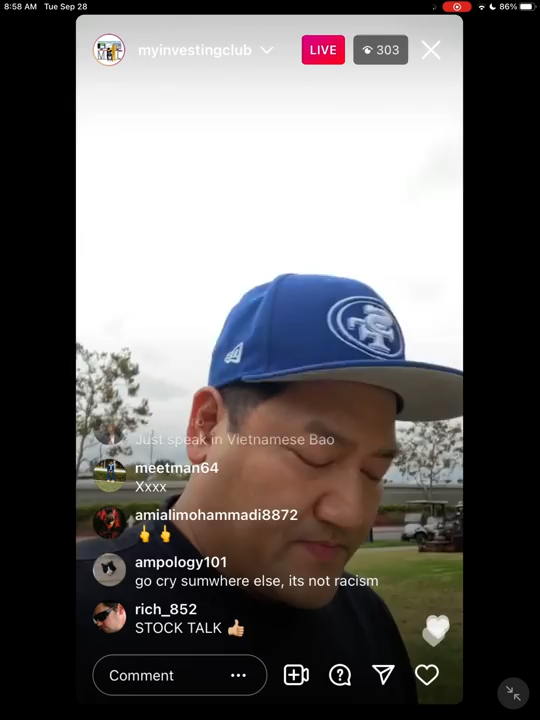 8:58 AM Tue Sep 28
86%
myinvestingclub
LIVE
303
SF
Just speak in Vietnamese Bao
meetman64
Xxxx
amialimohammadi8872
👆👆
ampology101
go cry sumwhere else, its not racism
rich_852
STOCK TALK 👍
Comment